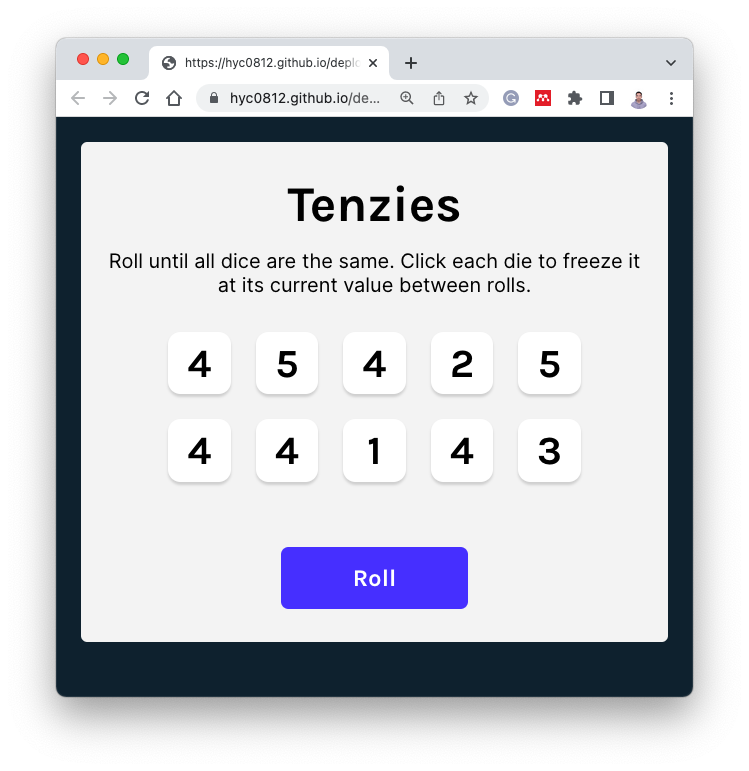 https://hyc0812.github.io/deplo
hyc0812.github.io/de...
Tenzies
Roll until all dice are the same. Click each die to freeze it
at its current value between rolls.
4 5 4 2 5
4 4 1 4 3
Roll